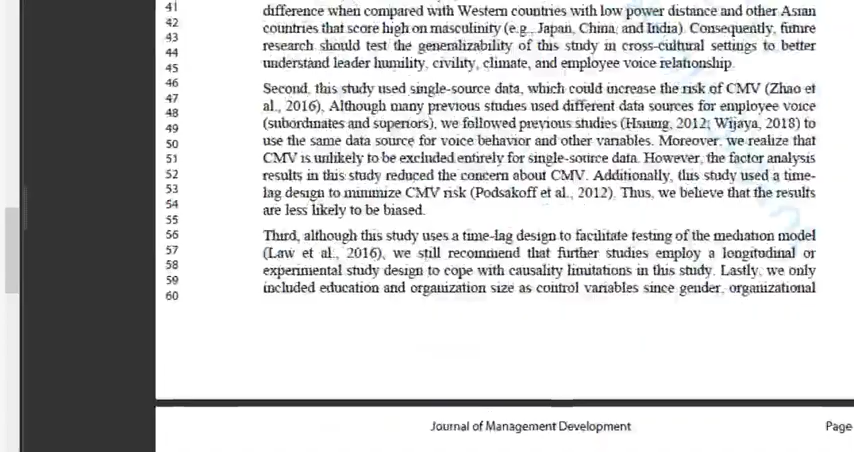 41
42
43
44
45
46
47
48
49
50
51
52
53
54
55
56
57
58
59
60
difference when compared with Western countries with low power distance and other Asian
countries that score high on masculinity (e.g., Japan, China, and India). Consequently, future
research should test the generalizability of this study in cross-cultural settings to better
understand leader humility, civility, climate, and employee voice relationship.
Second, this study used single-source data, which could increase the risk of CMV (Zhao et
al., 2016). Although many previous studies used different data sources for employee voice
(subordinates and superiors), we followed previous studies (Hsiung, 2012; Wijaya, 2018) to
use the same data source for voice behavior and other variables. Moreover, we realize that
CMV is unlikely to be excluded entirely for single-source data. However, the factor analysis
results in this study reduced the concern about CMV. Additionally, this study used a time-
lag design to minimize CMV risk (Podsakoff et al., 2012). Thus, we believe that the results
are less likely to be biased.
Third, although this study uses a time-lag design to facilitate testing of the mediation model
(Law et al., 2016), we still recommend that further studies employ a longitudinal or
experimental study design to cope with causality limitations in this study. Lastly, we only
included education and organization size as control variables since gender, organizational
Journal of Management Development
Page